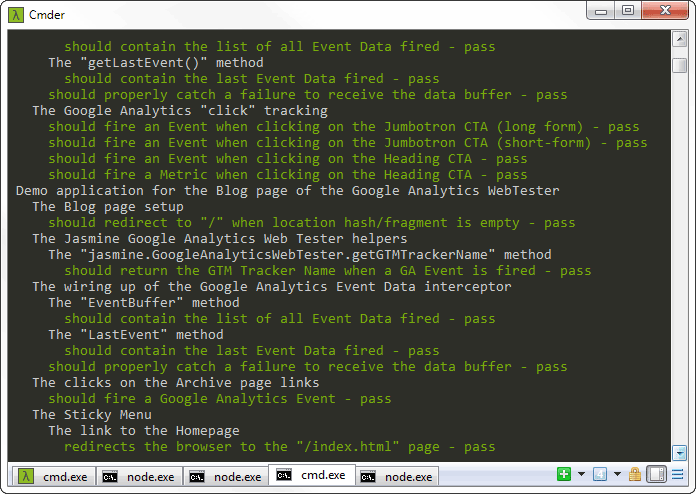 λ Cmder
should contain the list of all Event Data fired - pass
The "getLastEvent()" method
should contain the last Event Data fired - pass
should properly catch a failure to receive the data buffer - pass
The Google Analytics "click" tracking
should fire an Event when clicking on the Jumbotron CTA (long form) - pass
should fire an Event when clicking on the Jumbotron CTA (short-form) - pass
should fire an Event when clicking on the Heading CTA - pass
should fire a Metric when clicking on the Heading CTA - pass
Demo application for the Blog page of the Google Analytics WebTester
The Blog page setup
should redirect to "/" when location hash/fragment is empty - pass
The Jasmine Google Analytics Web Tester helpers
The "jasmine.GoogleAnalyticsWebTester.getGTMTrackerName" method
should return the GTM Tracker Name when a GA Event is fired - pass
The wiring up of the Google Analytics Event Data interceptor
The "EventBuffer" method
should contain the list of all Event Data fired - pass
The "LastEvent" method
should contain the last Event Data fired - pass
should properly catch a failure to receive the data buffer - pass
The clicks on the Archive page links
should fire a Google Analytics Event - pass
The Sticky Menu
The link to the Homepage
redirects the browser to the "/index.html" page - pass
λ cmd.exe C:\. node.exe C:\. node.exe C:\. cmd.exe C:\. node.exe